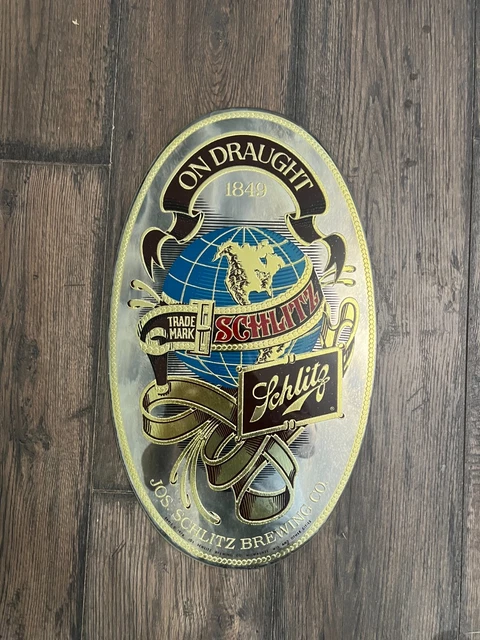 ON DRAUGHT
1849
TRADE
MARK
SCHLITZ
Schlitz
®
JOS. SCHLITZ BREWING CO.